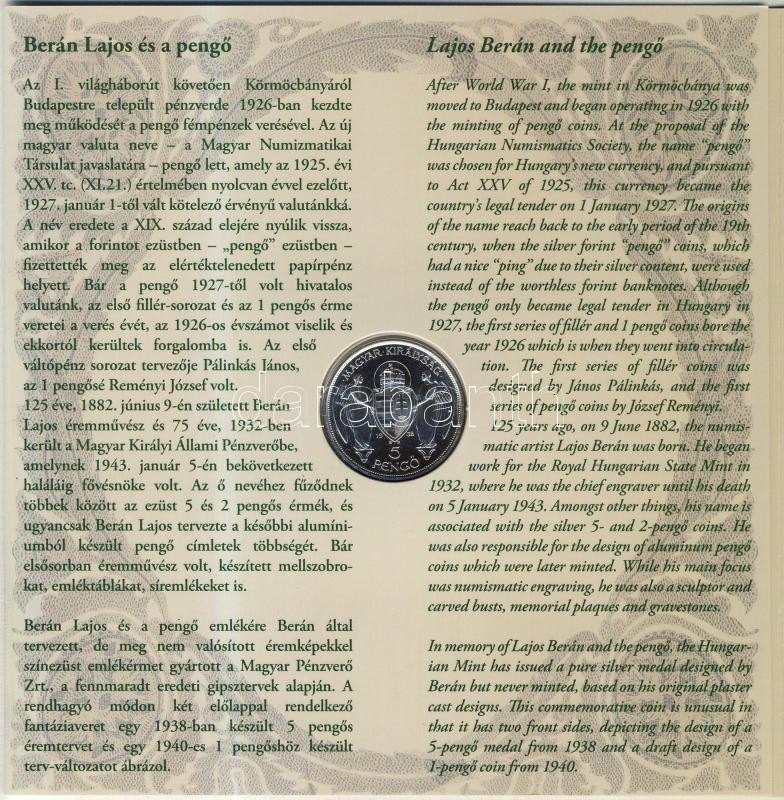 Berán Lajos és a pengő
Az I. világháborút követően Körmöcbányáról
Budapestre települt pénzverde 1926-ban kezdte
meg működését a pengő fémpénzek verésével. Az új
magyar valuta neve – a Magyar Numizmatikai
Társulat javaslatára – pengő lett, amely az 1925. évi
XXV. tc. (XI.21.) értelmében nyolcvan évvel ezelőtt,
1927. január 1-től vált kötelező érvényű valutánkká.
A név eredete a XIX. század elejére nyúlik vissza,
amikor a forintot ezüstben – „pengő” ezüstben –
fizettették meg az elértéktelenedett papírpénz
helyett. Bár a pengő 1927-től volt hivatalos
valutánk, az első fillér-sorozat és az 1 pengős érme
veretei a verés évét, az 1926-os évszámot viselik és
ekkortól kerültek forgalomba is. Az első
váltópénz sorozat tervezője Pálinkás János,
az 1 pengősé Reményi József volt.
125 éve, 1882. június 9-én született Berán
Lajos éremművész és 75 éve, 1932-ben
került a Magyar Királyi Állami Pénzverőbe,
amelynek 1943. január 5-én bekövetkezett
haláláig fővésnöke volt. Az ő nevéhez fűződnek
többek között az ezüst 5 és 2 pengős érmék, és
ugyancsak Berán Lajos tervezte a későbbi alumíni-
umból készült pengő címletek többségét. Bár
elsősorban éremművész volt, készített mellszobro-
kat, emléktáblákat, síremlékeket is.
Berán Lajos és a pengő emlékére Berán által
tervezett, de meg nem valósított éremképekkel
színezüst emlékérmet gyártott a Magyar Pénzverő
Zrt., a fennmaradt eredeti gipsztervek alapján. A
rendhagyó módon két előlappal rendelkező
fantáziaveret egy 1938-ban készült 5 pengős
éremtervet és egy 1940-es 1 pengőshöz készült
terv-változatot ábrázol.
MAGYAR·KIRÁLYSÁG
19 38
5
PENGŐ
darabanth
Lajos Berán and the pengő
After World War I, the mint in Körmöcbánya was
moved to Budapest and began operating in 1926 with
the minting of pengő coins. At the proposal of the
Hungarian Numismatics Society, the name “pengő”
was chosen for Hungary’s new currency, and pursuant
to Act XXV of 1925, this currency became the
country’s legal tender on 1 January 1927. The origins
of the name reach back to the early period of the 19th
century, when the silver forint “pengő” coins, which
had a nice “ping” due to their silver content, were used
instead of the worthless forint banknotes. Although
the pengő only became legal tender in Hungary in
1927, the first series of fillér and 1 pengő coins bore the
year 1926 which is when they went into circula-
tion. The first series of fillér coins was
designed by János Pálinkás, and the first
series of pengő coins by József Reményi.
125 years ago, on 9 June 1882, the numis-
matic artist Lajos Berán was born. He began
work for the Royal Hungarian State Mint in
1932, where he was the chief engraver until his death
on 5 January 1943. Amongst other things, his name is
associated with the silver 5- and 2-pengő coins. He
was also responsible for the design of aluminum pengő
coins which were later minted. While his main focus
was numismatic engraving, he was also a sculptor and
carved busts, memorial plaques and gravestones.
In memory of Lajos Berán and the pengő, the Hungar-
ian Mint has issued a pure silver medal designed by
Berán but never minted, based on his original plaster
cast designs. This commemorative coin is unusual in
that it has two front sides, depicting the design of a
5-pengő medal from 1938 and a draft design of a
1-pengő coin from 1940.